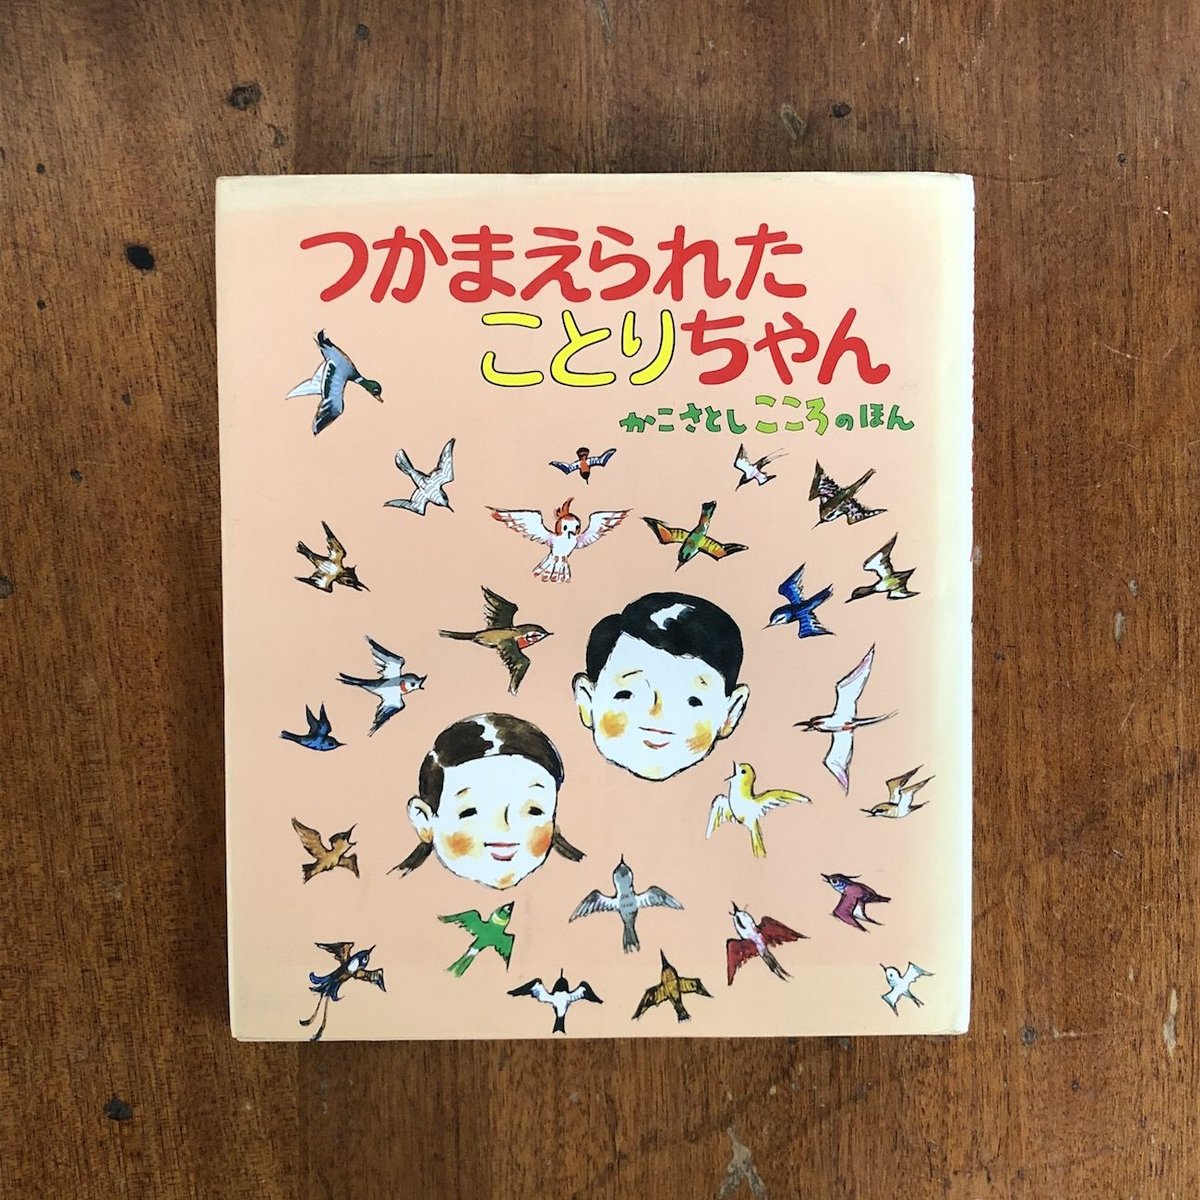 つかまえられた
ことりちゃん
かこさとし こころのほん